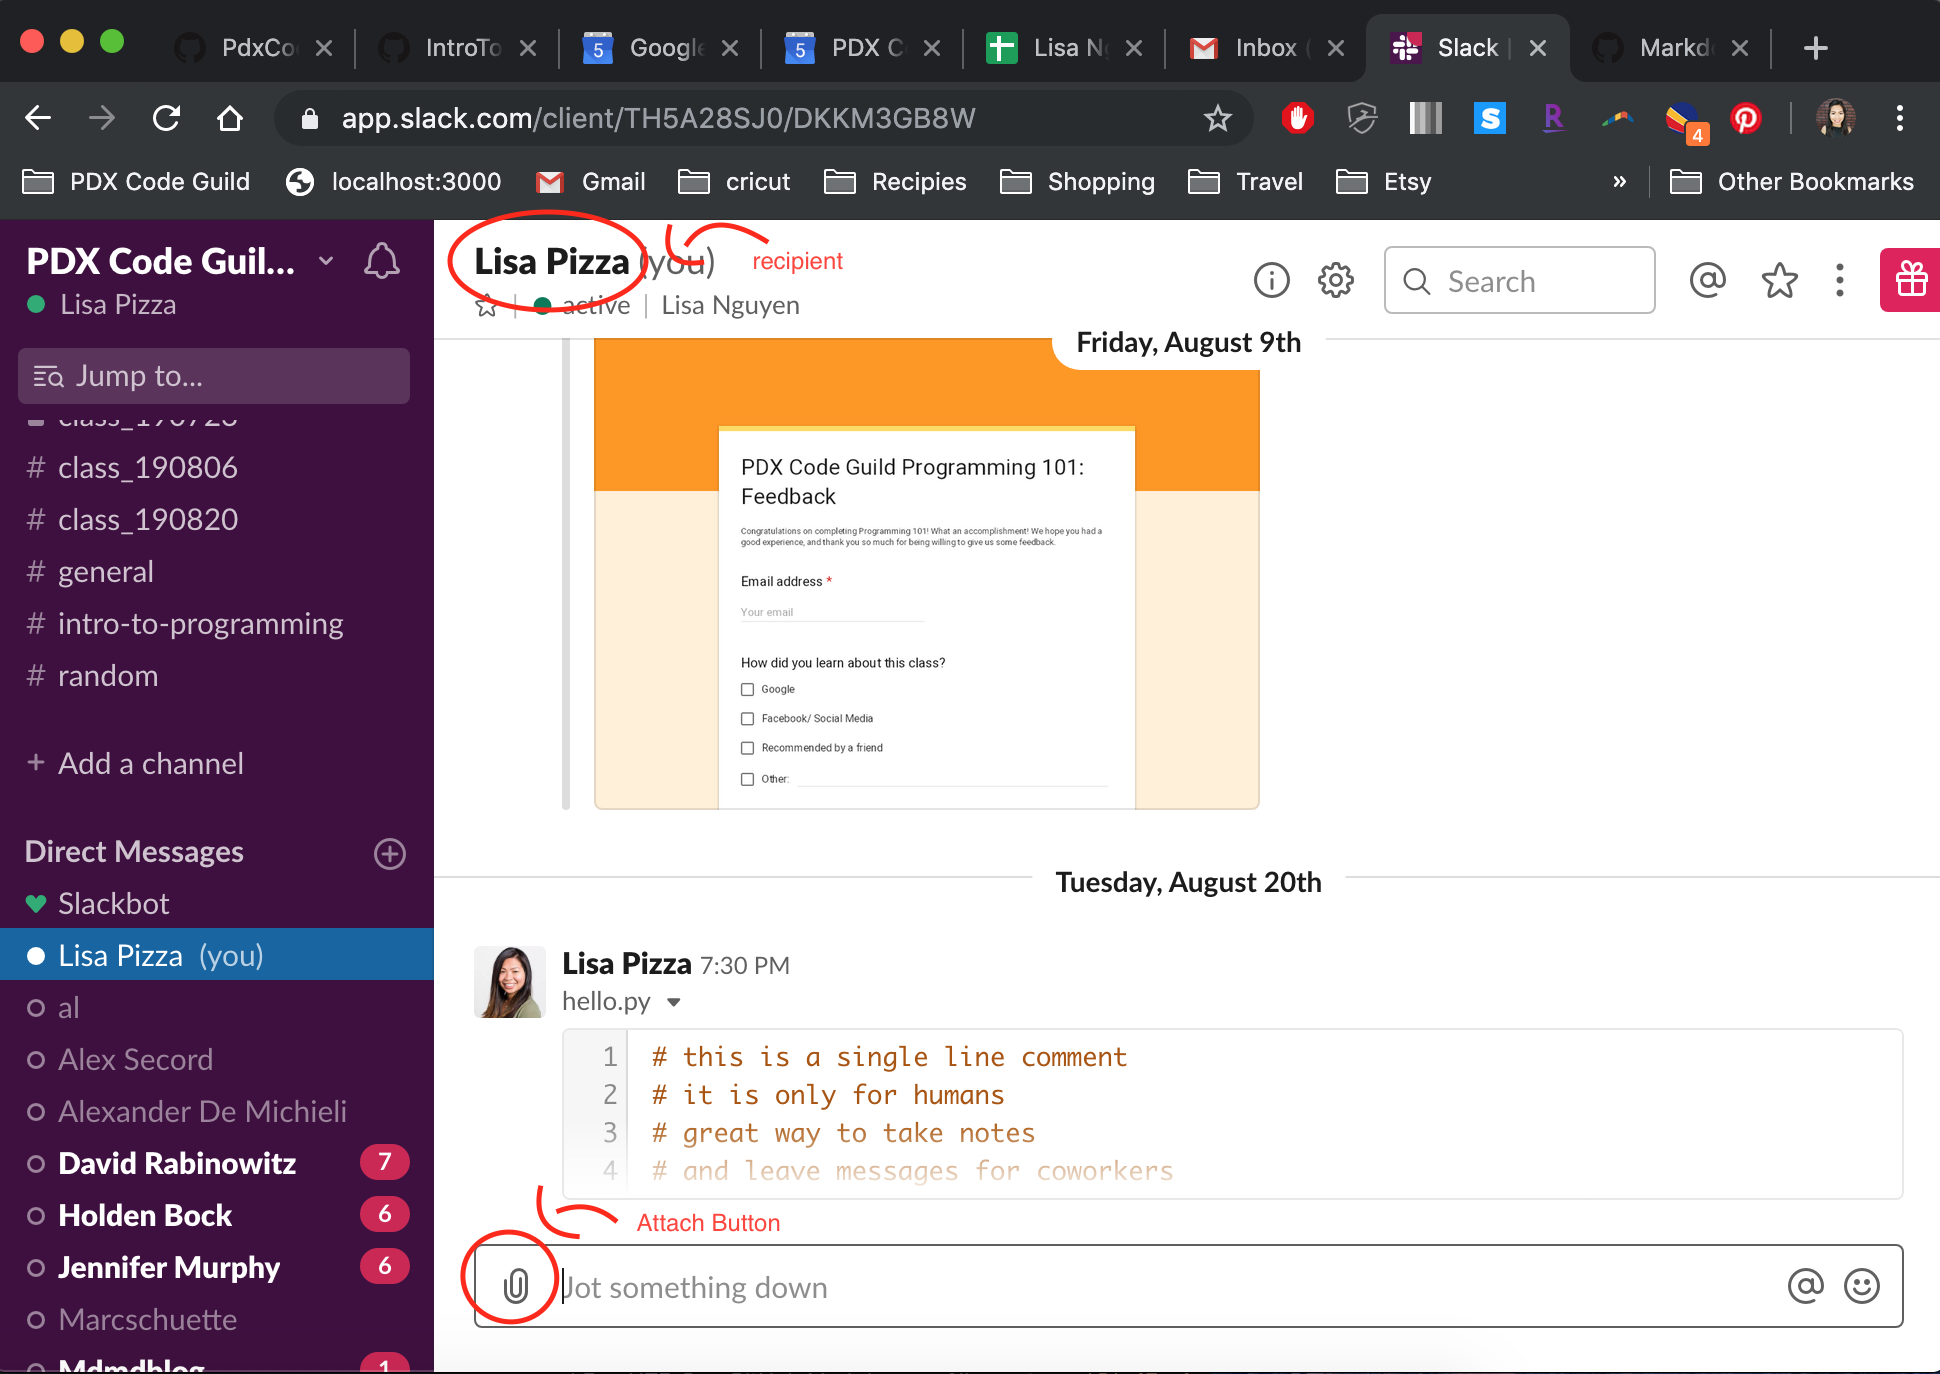 PdxCo
IntroTo
5 Google
5 PDX C
Lisa N
Inbox (
Slack |
Markd
app.slack.com/client/TH5A28SJ0/DKKM3GB8W
S
R
4
PDX Code Guild
localhost:3000
Gmail
cricut
Recipies
Shopping
Travel
Etsy
»
Other Bookmarks
PDX Code Guil...
Lisa Pizza
Jump to...
# class_190806
# class_190820
# general
# intro-to-programming
# random
+ Add a channel
Direct Messages
Slackbot
Lisa Pizza (you)
al
Alex Secord
Alexander De Michieli
David Rabinowitz 7
Holden Bock 6
Jennifer Murphy 6
Marcschuette
Mdmdblog 1
Lisa Pizza (you)
recipient
active | Lisa Nguyen
Search
Friday, August 9th
PDX Code Guild Programming 101:
Feedback
Congratulations on completing Programming 101! What an accomplishment! We hope you had a
good experience, and thank you so much for being willing to give us some feedback.
Email address *
Your email
How did you learn about this class?
Google
Facebook/ Social Media
Recommended by a friend
Other:
Tuesday, August 20th
Lisa Pizza 7:30 PM
hello.py
1 # this is a single line comment
2 # it is only for humans
3 # great way to take notes
4 # and leave messages for coworkers
Attach Button
Jot something down